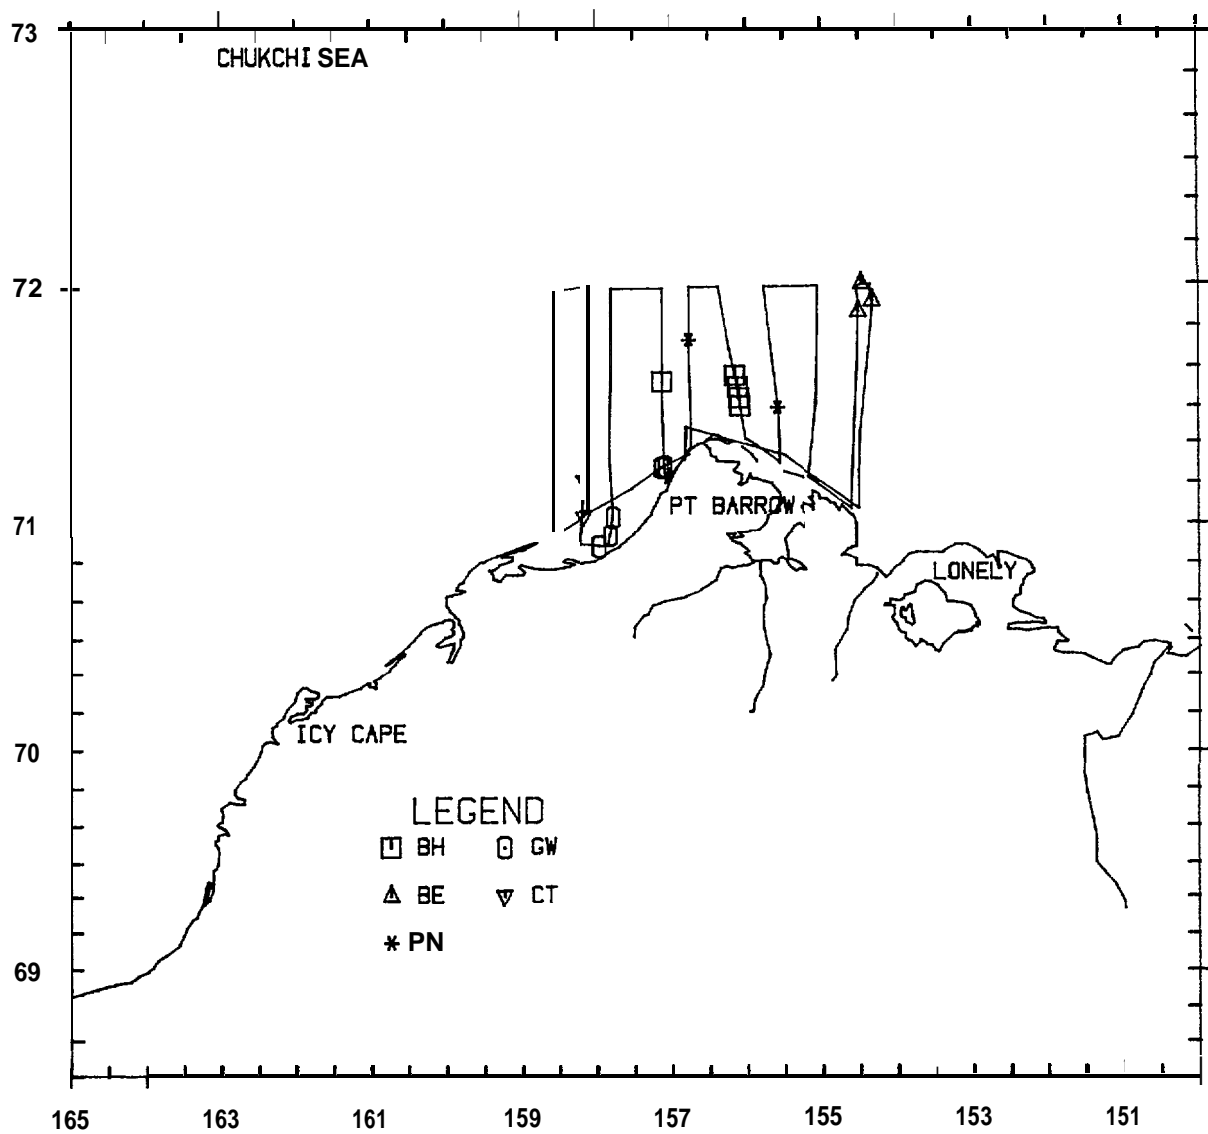 73
CHUKCHI SEA
72
71
PT BARROW
LONELY
70
ICY CAPE
LEGEND
BH GW
BE CT
PN
69
165 163 161 159 157 155 153 151